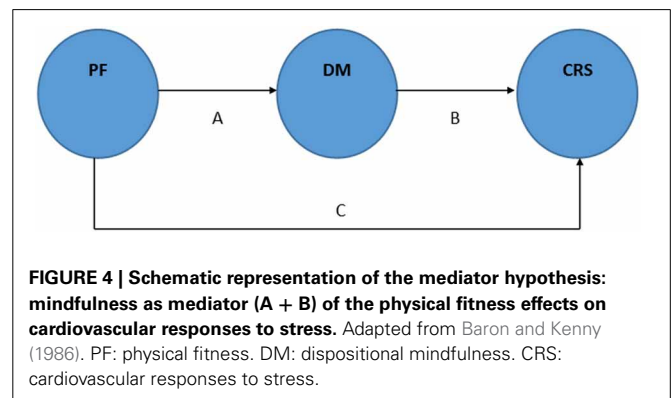 PF
DM
CRS
A
B
C
FIGURE 4 | Schematic representation of the mediator hypothesis:
mindfulness as mediator (A + B) of the physical fitness effects on
cardiovascular responses to stress. Adapted from Baron and Kenny
(1986). PF: physical fitness. DM: dispositional mindfulness. CRS:
cardiovascular responses to stress.